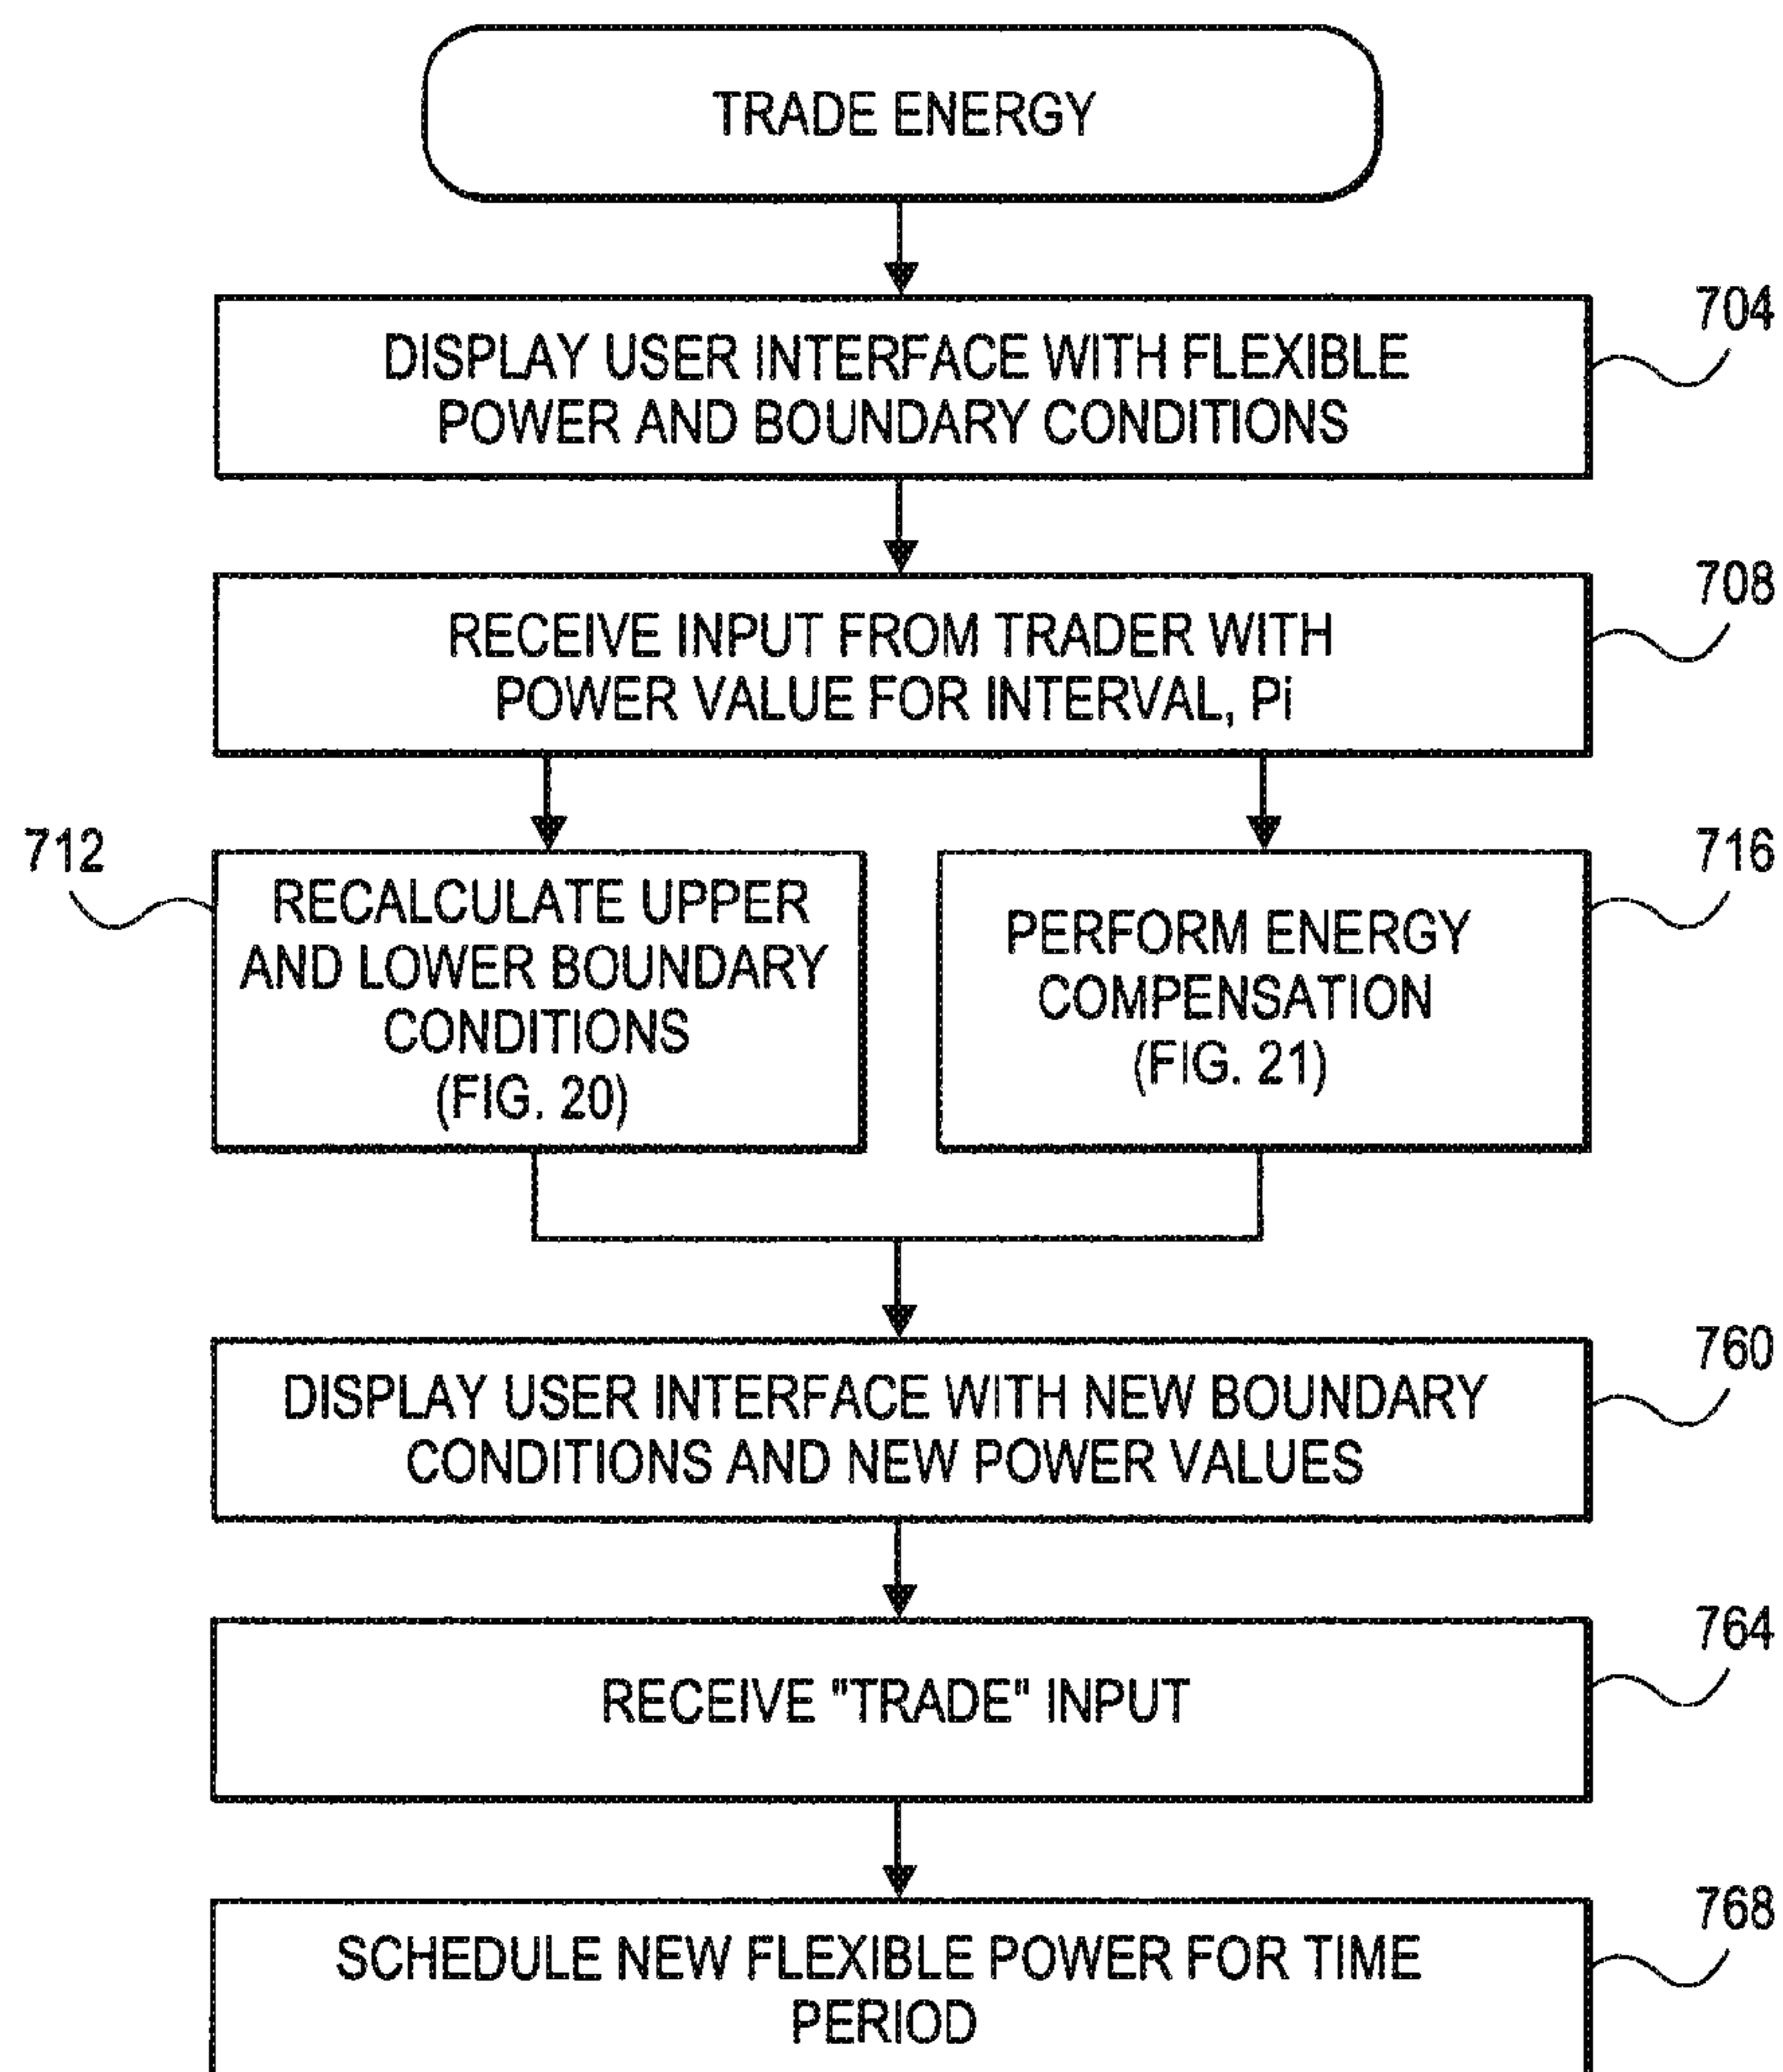 TRADE ENERGY
704
DISPLAY USER INTERFACE WITH FLEXIBLE
POWER AND BOUNDARY CONDITIONS
708
RECEIVE INPUT FROM TRADER WITH
POWER VALUE FOR INTERVAL, Pi
712
RECALCULATE UPPER
AND LOWER BOUNDARY
CONDITIONS
(FIG. 20)
716
PERFORM ENERGY
COMPENSATION
(FIG. 21)
760
DISPLAY USER INTERFACE WITH NEW BOUNDARY
CONDITIONS AND NEW POWER VALUES
764
RECEIVE "TRADE" INPUT
768
SCHEDULE NEW FLEXIBLE POWER FOR TIME
PERIOD